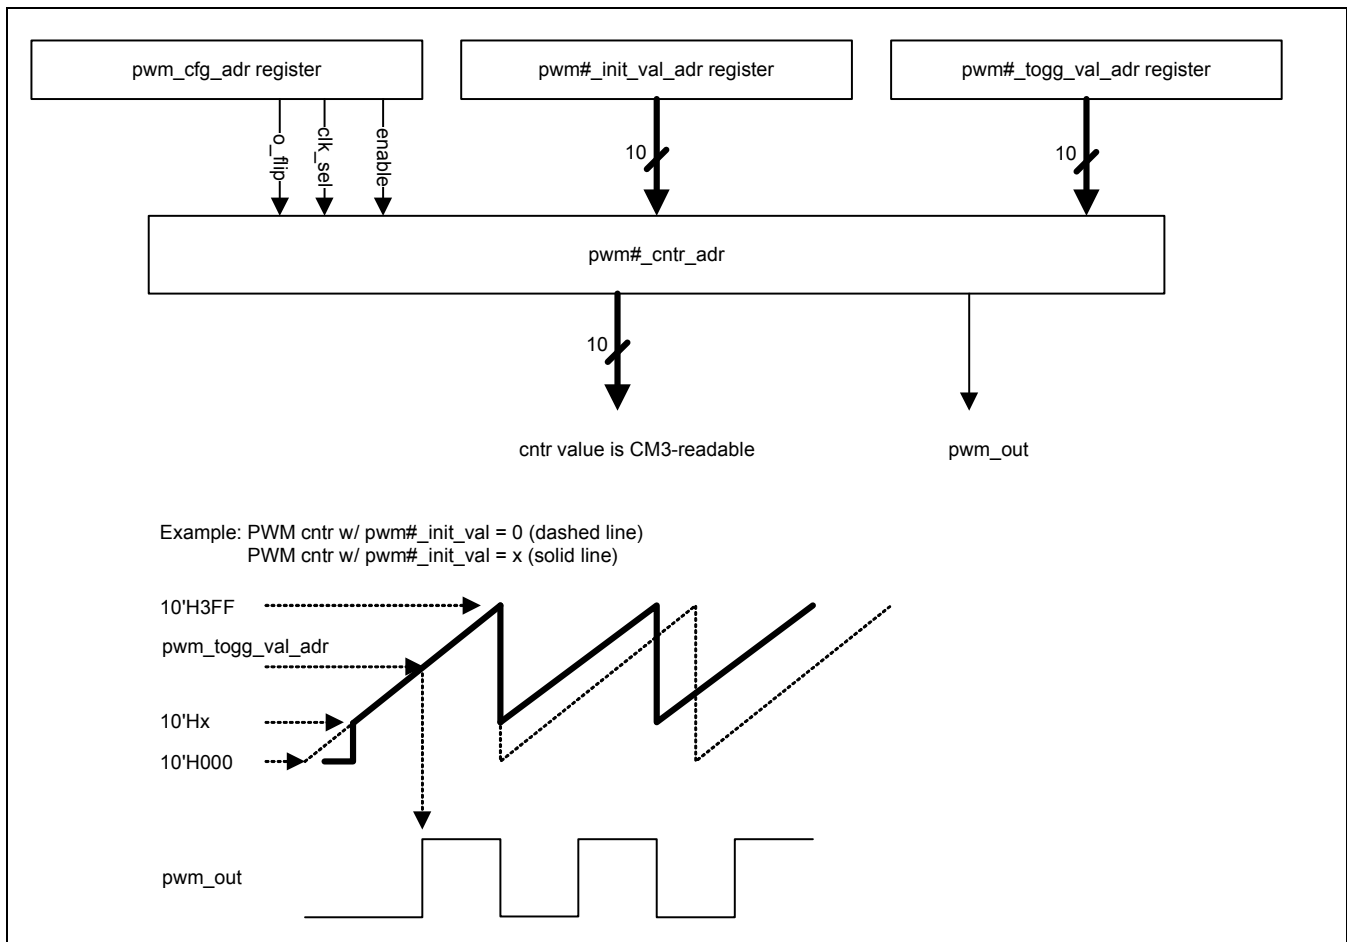 pwm_cfg_adr register
pwm#_init_val_adr register
pwm#_togg_val_adr register
o_flip
clk_sel
enable
10
10
pwm#_cntr_adr
10
cntr value is CM3-readable
pwm_out
Example: PWM cntr w/ pwm#_init_val = 0 (dashed line)
PWM cntr w/ pwm#_init_val = x (solid line)
10'H3FF
pwm_togg_val_adr
10'Hx
10'H000
pwm_out